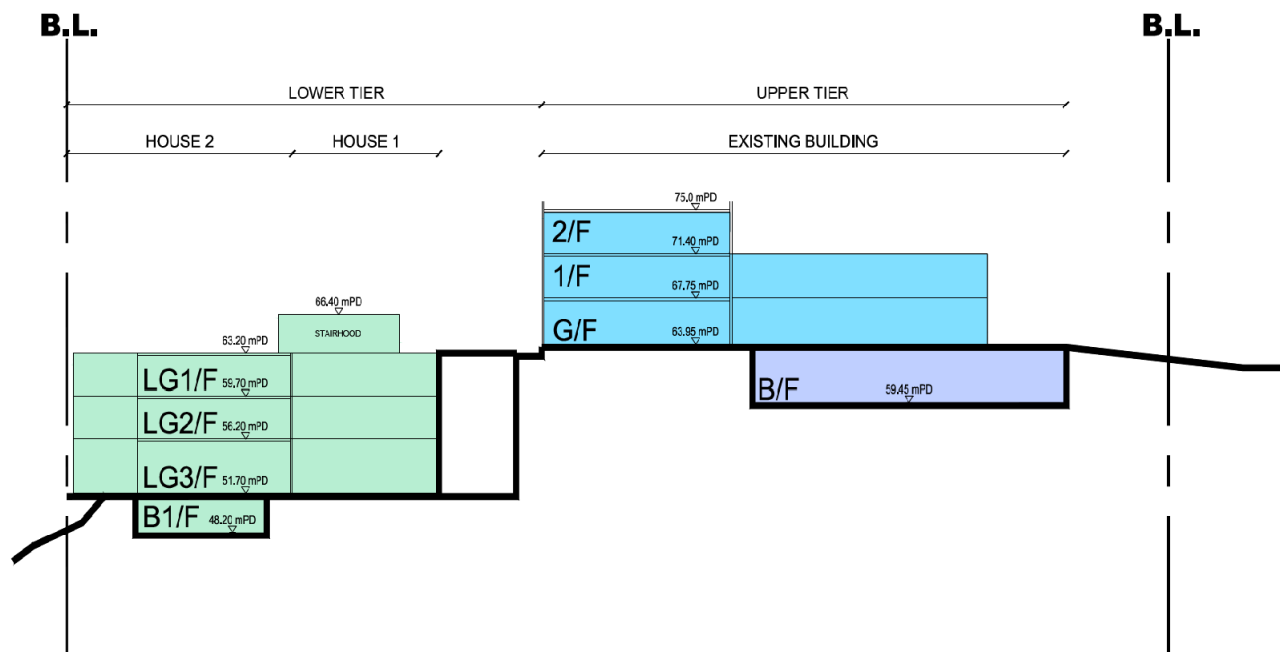 B.L.
B.L.
LOWER TIER
UPPER TIER
HOUSE 2
HOUSE 1
EXISTING BUILDING
75.0 mPD
2/F
71.40 mPD
1/F
67.75 mPD
G/F
63.95 mPD
66.40 mPD
STAIRHOOD
63.20 mPD
LG1/F
59.70 mPD
LG2/F
56.20 mPD
LG3/F
51.70 mPD
B1/F
48.20 mPD
B/F
59.45 mPD